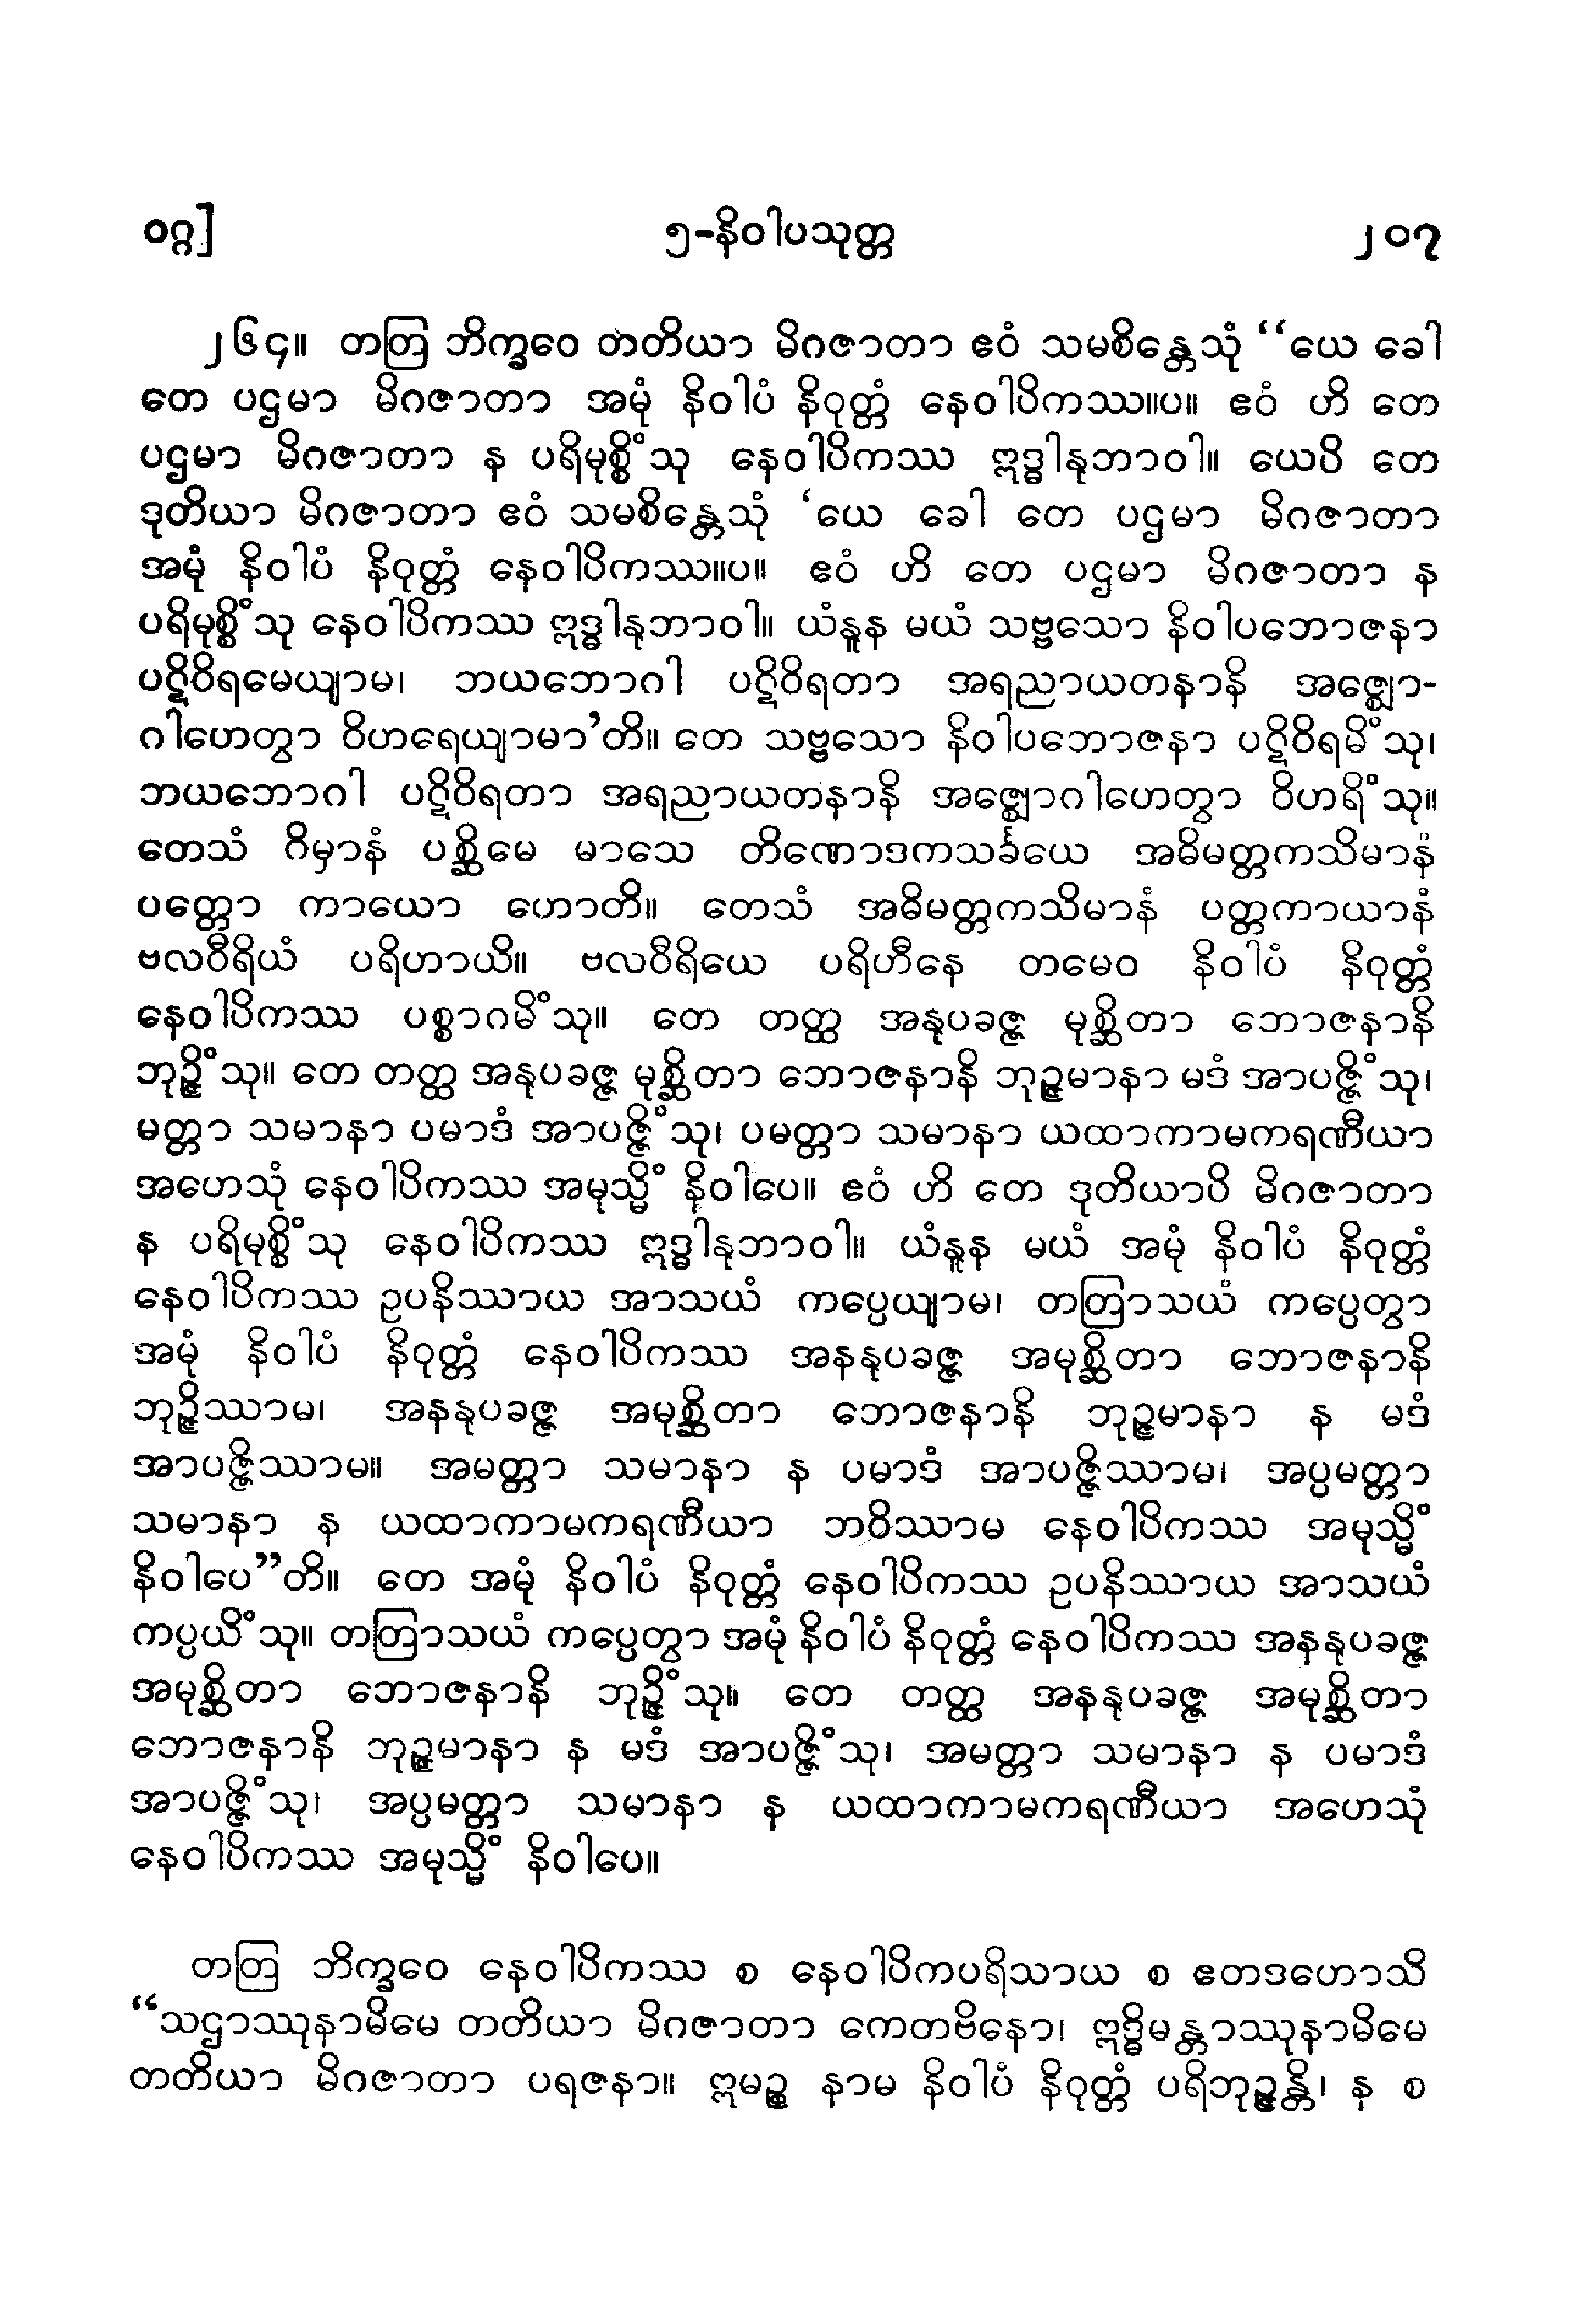 ၀ဂ္ဂ]
၅-နိဝါပသုတ္တ
၂၀၇
၂၆၄။ တတြ ဘိက္ခဝေ တတိယာ မိဂဇာတာ ဧဝံ သမစိန္တေသုံ “ယေ ခေါ
တေ ပဌမာ မိဂဇာတာ အမုံ နိဝါပံ နိဝုတ္တံ နေဝါပိကဿ။ပ။ ဧဝံ ဟိ တေ
ပဌမာ မိဂဇာတာ န ပရိမုစ္စိံသု နေဝါပိကဿ ဣဒ္ဓါနုဘာဝါ။ ယေပိ တေ
ဒုတိယာ မိဂဇာတာ ဧဝံ သမစိန္တေသုံ ‘ယေ ခေါ တေ ပဌမာ မိဂဇာတာ
အမုံ နိဝါပံ နိဝုတ္တံ နေဝါပိကဿ။ပ။ ဧဝံ ဟိ တေ ပဌမာ မိဂဇာတာ န
ပရိမုစ္စိံသု နေဝါပိကဿ ဣဒ္ဓါနုဘာဝါ။ ယံနူန မယံ သဗ္ဗသော နိဝါပဘောဇနာ
ပဋိဝိရမေယျာမ၊ ဘယဘောဂါ ပဋိဝိရတာ အရညာယတနာနိ အဇ္ဈော-
ဂါဟေတွာ ဝိဟရေယျာမာ’တိ။ တေ သဗ္ဗသော နိဝါပဘောဇနာ ပဋိဝိရမိံသု၊
ဘယဘောဂါ ပဋိဝိရတာ အရညာယတနာနိ အဇ္ဈောဂါဟေတွာ ဝိဟရိံသု။
တေသံ ဂိမှာနံ ပစ္ဆိမေ မာသေ တိဏောဒကသင်္ခယေ အဓိမတ္တကသိမာနံ
ပတ္တော ကာယော ဟောတိ။ တေသံ အဓိမတ္တကသိမာနံ ပတ္တကာယာနံ
ဗလဝီရိယံ ပရိဟာယိ။ ဗလဝီရိယေ ပရိဟီနေ တမေဝ နိဝါပံ နိဝုတ္တံ
နေဝါပိကဿ ပစ္စာဂမိံသု။ တေ တတ္ထ အနုပခဇ္ဇ မုစ္ဆိတာ ဘောဇနာနိ
ဘုဉ္ဇိံသု။ တေ တတ္ထ အနုပခဇ္ဇ မုစ္ဆိတာ ဘောဇနာနိ ဘုဉ္ဇမာနာ မဒံ အာပဇ္ဇိံသု၊
မတ္တာ သမာနာ ပမာဒံ အာပဇ္ဇိံသု၊ ပမတ္တာ သမာနာ ယထာကာမကရဏီယာ
အဟေသုံ နေဝါပိကဿ အမုသ္မိံ နိဝါပေ။ ဧဝံ ဟိ တေ ဒုတိယာပိ မိဂဇာတာ
န ပရိမုစ္စိံသု နေဝါပိကဿ ဣဒ္ဓါနုဘာဝါ။ ယံနူန မယံ အမုံ နိဝါပံ နိဝုတ္တံ
နေဝါပိကဿ ဥပနိဿာယ အာသယံ ကပ္ပေယျာမ၊ တတြာသယံ ကပ္ပေတွာ
အမုံ နိဝါပံ နိဝုတ္တံ နေဝါပိကဿ အနနုပခဇ္ဇ အမုစ္ဆိတာ ဘောဇနာနိ
ဘုဉ္ဇိဿာမ၊ အနနုပခဇ္ဇ အမုစ္ဆိတာ ဘောဇနာနိ ဘုဉ္ဇမာနာ န မဒံ
အာပဇ္ဇိဿာမ။ အမတ္တာ သမာနာ န ပမာဒံ အာပဇ္ဇိဿာမ၊ အပ္ပမတ္တာ
သမာနာ န ယထာကာမကရဏီယာ ဘဝိဿာမ နေဝါပိကဿ အမုသ္မိံ
နိဝါပေ”တိ။ တေ အမုံ နိဝါပံ နိဝုတ္တံ နေဝါပိကဿ ဥပနိဿာယ အာသယံ
ကပ္ပယိံသု။ တတြာသယံ ကပ္ပေတွာ အမုံ နိဝါပံ နိဝုတ္တံ နေဝါပိကဿ အနနုပခဇ္ဇ
အမုစ္ဆိတာ ဘောဇနာနိ ဘုဉ္ဇိံသု။ တေ တတ္ထ အနနုပခဇ္ဇ အမုစ္ဆိတာ
ဘောဇနာနိ ဘုဉ္ဇမာနာ န မဒံ အာပဇ္ဇိံသု၊ အမတ္တာ သမာနာ န ပမာဒံ
အာပဇ္ဇိံသု၊ အပ္ပမတ္တာ သမာနာ န ယထာကာမကရဏီယာ အဟေသုံ
နေဝါပိကဿ အမုသ္မိံ နိဝါပေ။
တတြ ဘိက္ခဝေ နေဝါပိကဿ စ နေဝါပိကပရိသာယ စ ဧတဒဟောသိ
“သဌာဿုနာမိမေ တတိယာ မိဂဇာတာ ကေတဗိနော၊ ဣဒ္ဓိမန္တာဿုနာမိမေ
တတိယာ မိဂဇာတာ ပရဇနာ။ ဣမဉ္စ နာမ နိဝါပံ နိဝုတ္တံ ပရိဘုဉ္ဇန္တိ၊ န စ